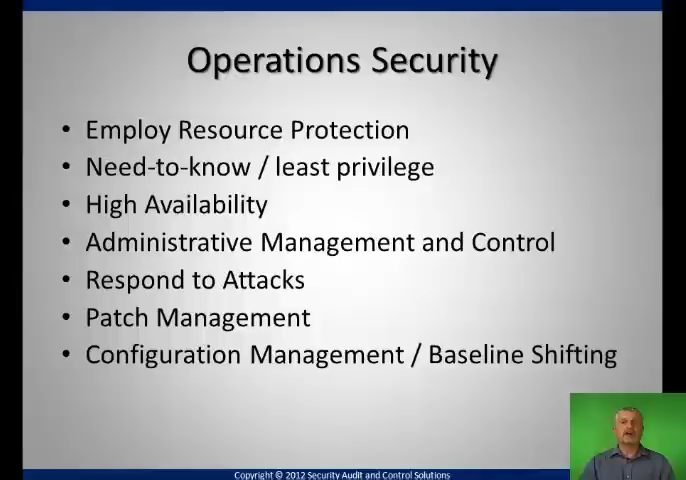 Operations Security
• Employ Resource Protection
• Need-to-know / least privilege
• High Availability
• Administrative Management and Control
• Respond to Attacks
• Patch Management
• Configuration Management / Baseline Shifting
Copyright © 2012 Security Audit and Control Solutions